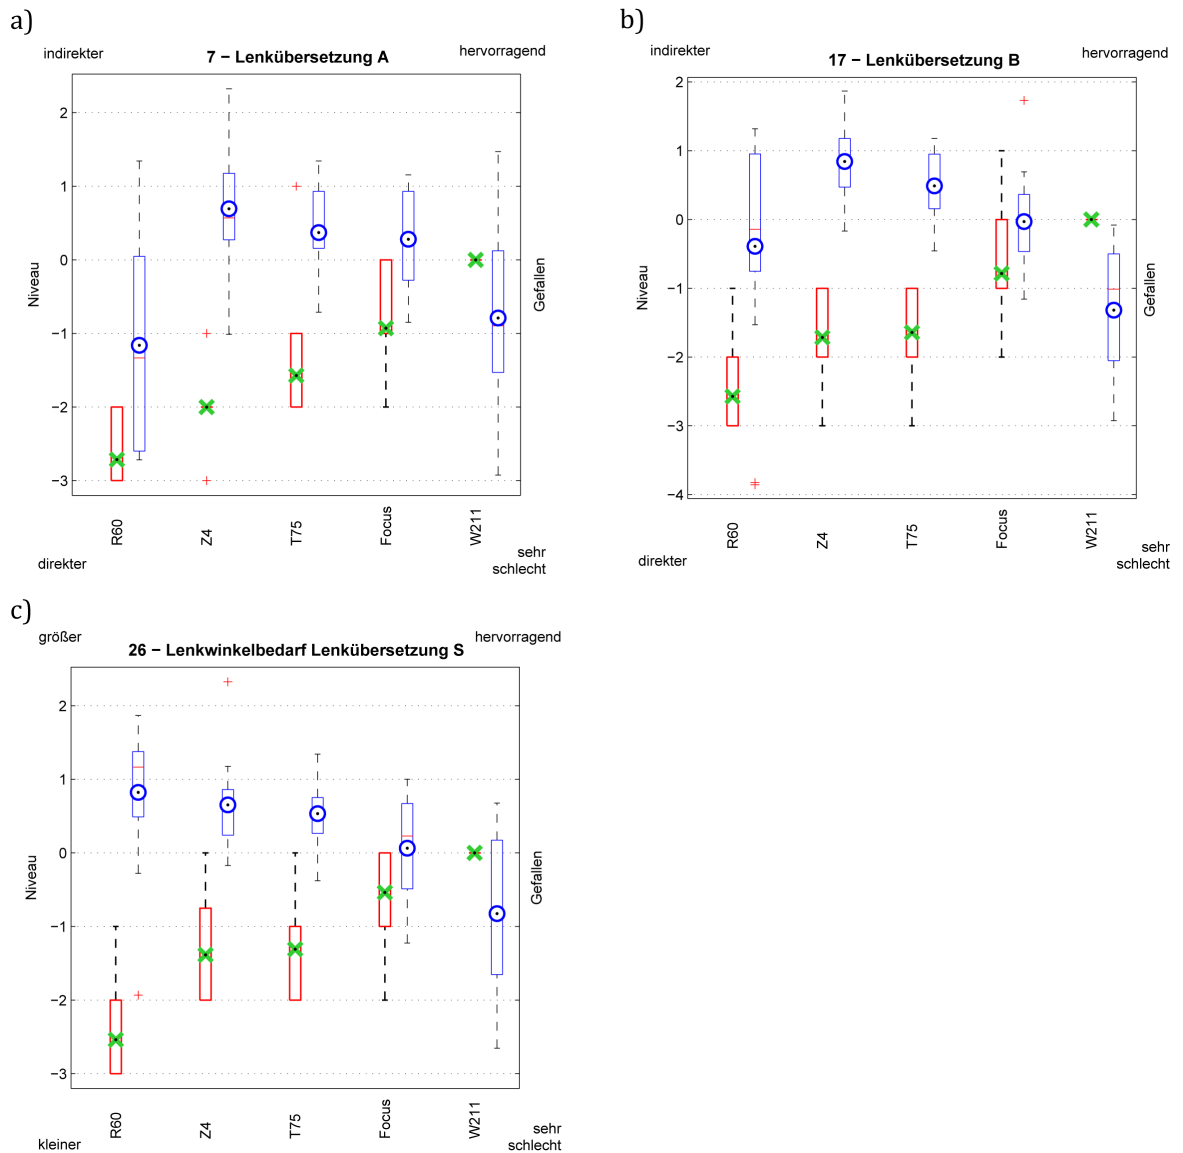 a)
indirekter
7 − Lenkübersetzung A
hervorragend
2
1
0
−1
−2
−3
Niveau
Gefallen
R60
Z4
T75
Focus
W211
direkter
sehr
schlecht
b)
indirekter
17 − Lenkübersetzung B
hervorragend
2
1
0
−1
−2
−3
−4
Niveau
Gefallen
R60
Z4
T75
Focus
W211
direkter
sehr
schlecht
c)
größer
26 − Lenkwinkelbedarf Lenkübersetzung S
hervorragend
2
1
0
−1
−2
−3
Niveau
Gefallen
R60
Z4
T75
Focus
W211
kleiner
sehr
schlecht